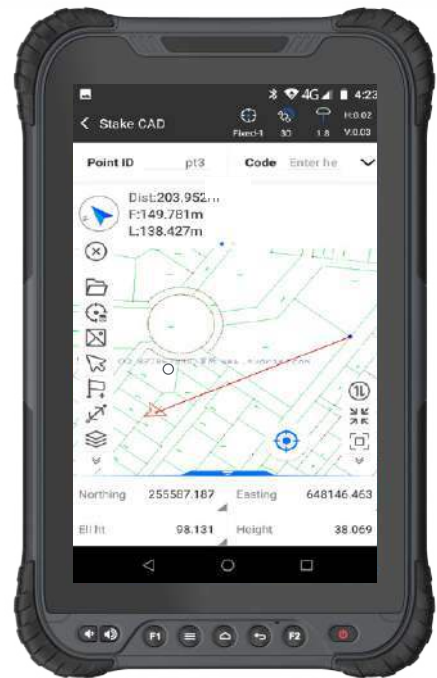 4G 4:23
Stake CAD
H:0.02
Fixed-1 30 1.8 V:0.03
Point ID pt3 Code Enter he
Dist:203.952m
F:149.781m
L:138.427m
Northing 255587.187 Easting 648146.463
Ell ht 98.131 Height 38.069
F1 F2